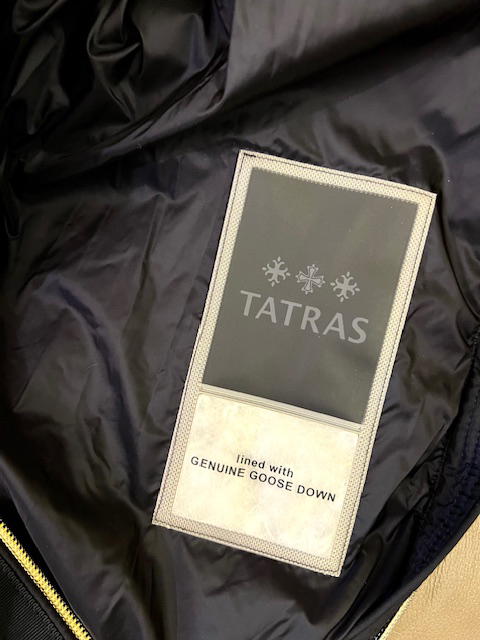 TATRAS
lined with
GENUINE GOOSE DOWN